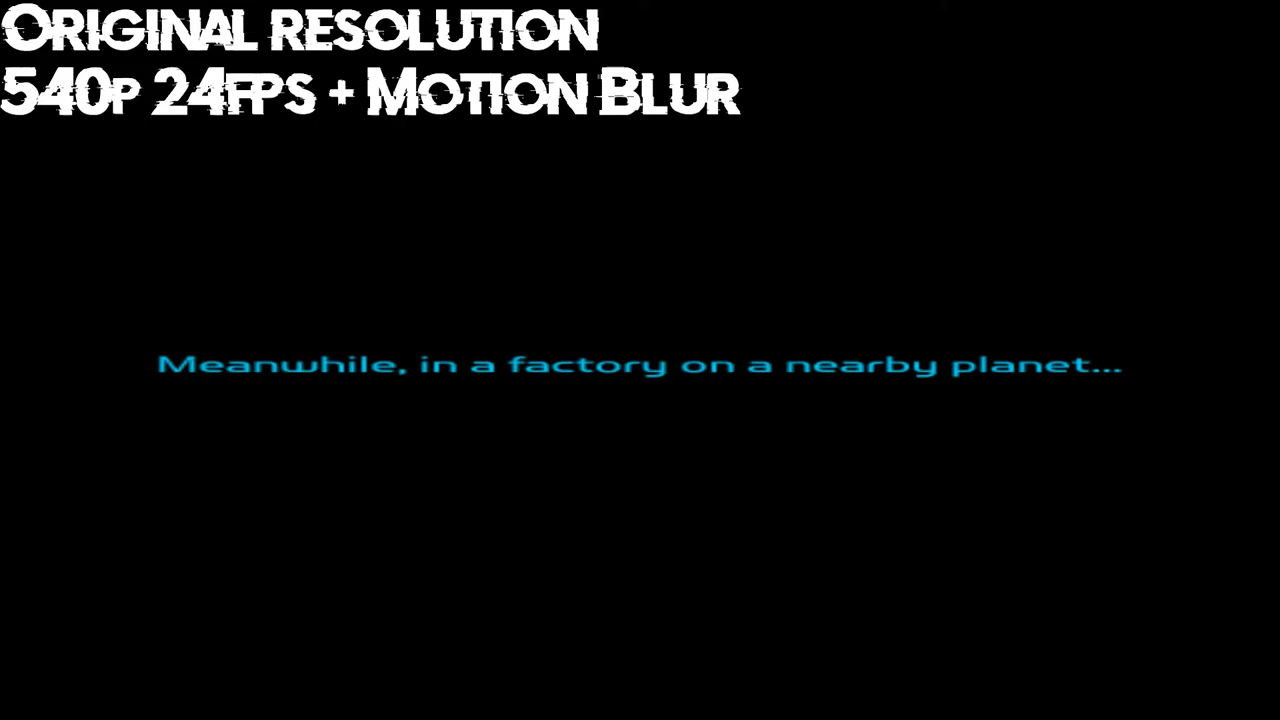 Original resolution
540p 24fps + Motion Blur
Meanwhile, in a factory on a nearby planet...